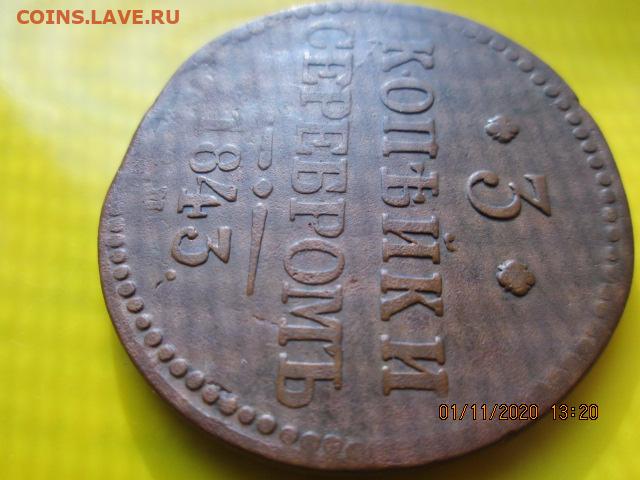 COINS.LAVE.RU
3
КОПѢЙКИ
СЕРЕБРОМЪ
1843.
01/11/2020 13:20